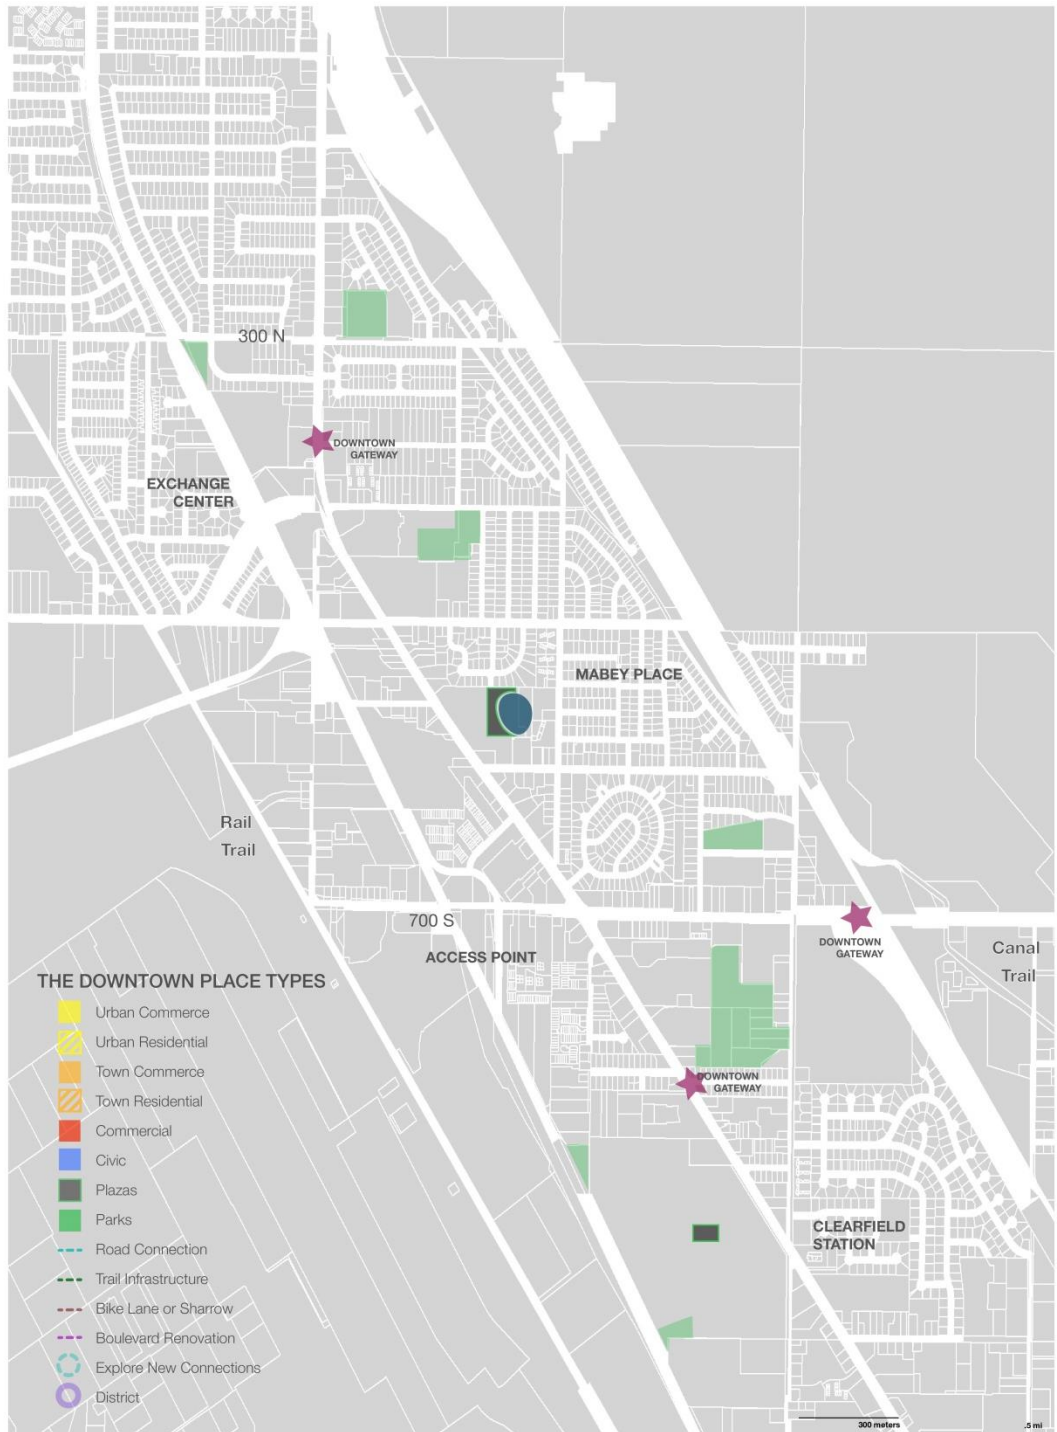 300 N
DOWNTOWN
GATEWAY
EXCHANGE
CENTER
MABEY PLACE
Rail
Trail
700 S
DOWNTOWN
GATEWAY
ACCESS POINT
Canal
Trail
THE DOWNTOWN PLACE TYPES
Urban Commerce
Urban Residential
Town Commerce
Town Residential
Commercial
Civic
Plazas
Parks
Road Connection
Trail Infrastructure
Bike Lane or Sharrow
Boulevard Renovation
Explore New Connections
District
DOWNTOWN
GATEWAY
CLEARFIELD
STATION
300 meters
.5 mi